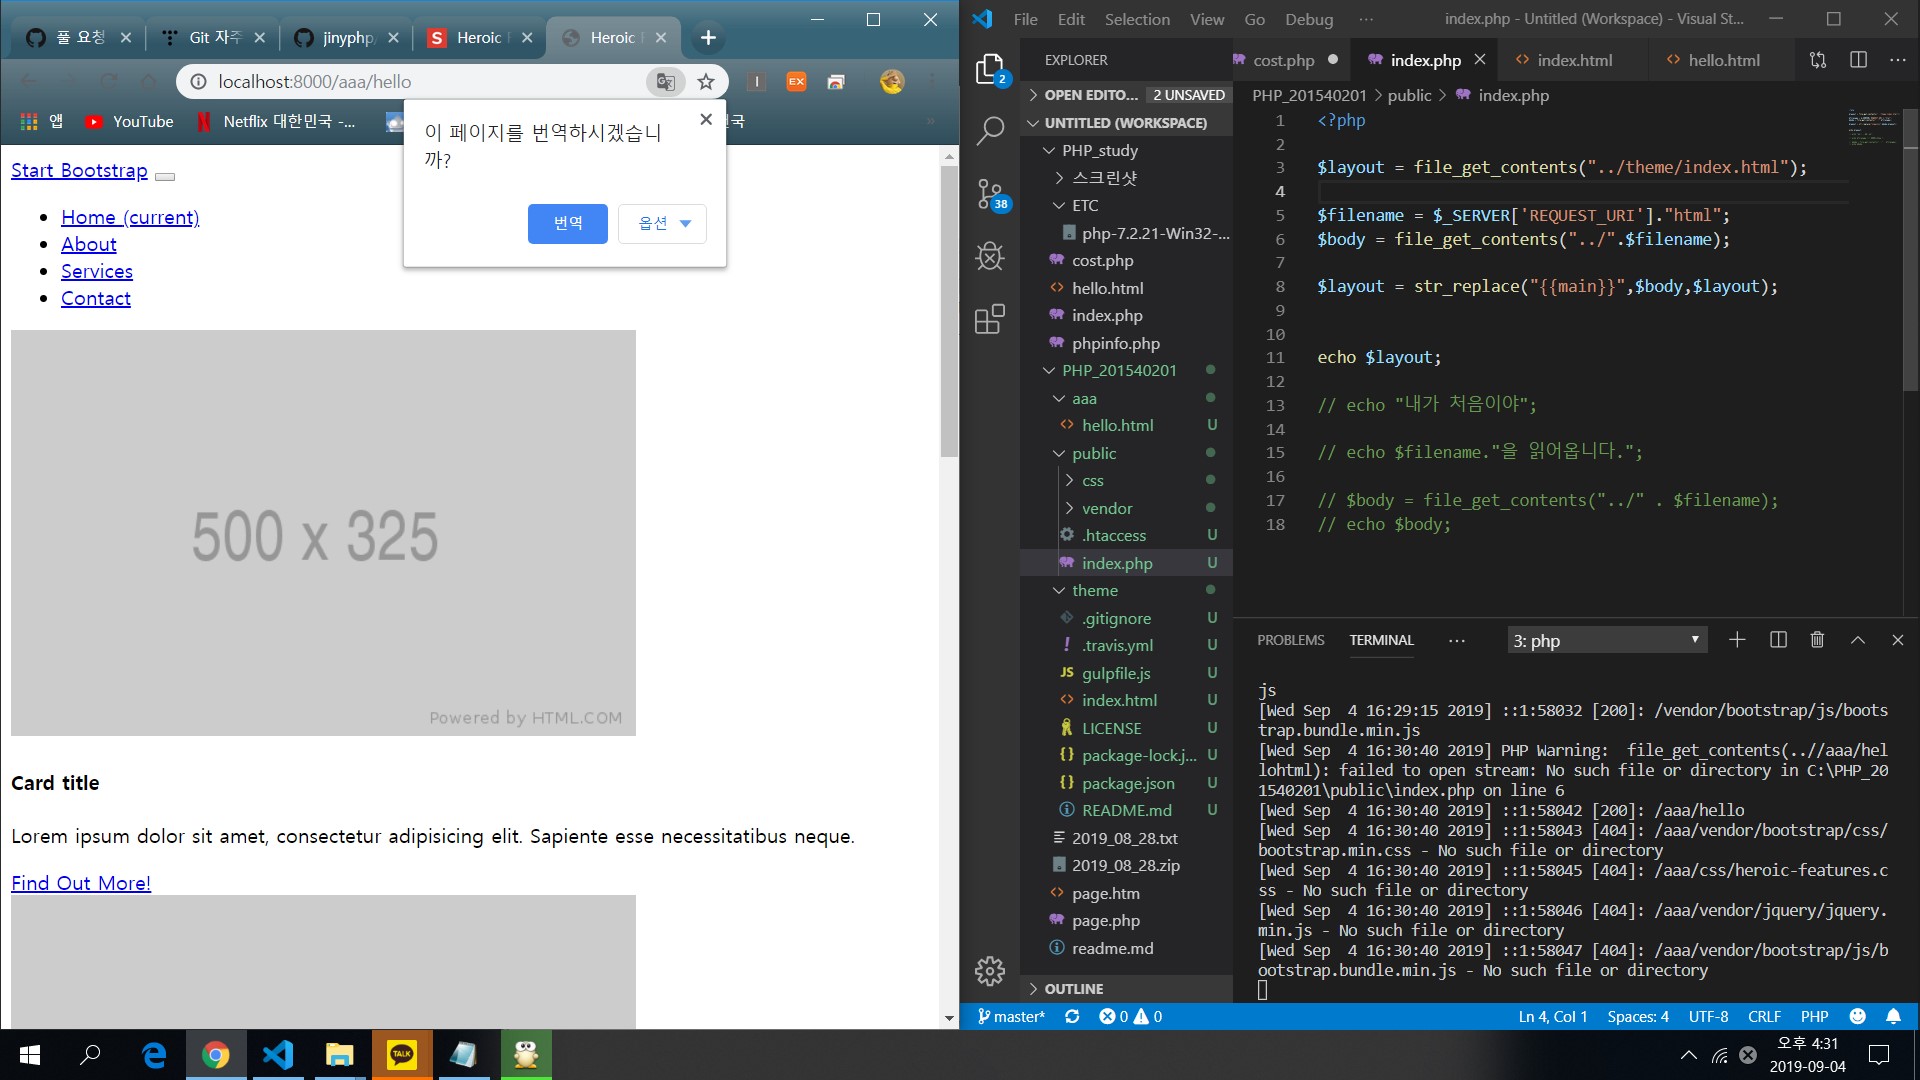 풀 요청
Git 자주
jinyphp
Heroic
Heroic
localhost:8000/aaa/hello
앱
YouTube
Netflix 대한민국 -...
국
이 페이지를 번역하시겠습니
까?
번역
옵션
Start Bootstrap
Home (current)
About
Services
Contact
500 x 325
Powered by HTML.COM
Card title
Lorem ipsum dolor sit amet, consectetur adipisicing elit. Sapiente esse necessitatibus neque.
Find Out More!
File Edit Selection View Go Debug ...
index.php - Untitled (Workspace) - Visual St...
EXPLORER
2
38
OPEN EDITO... 2 UNSAVED
UNTITLED (WORKSPACE)
PHP_study
스크린샷
ETC
php-7.2.21-Win32-...
cost.php
hello.html
index.php
phpinfo.php
PHP_201540201
aaa
hello.html U
public
css
vendor
.htaccess U
index.php U
theme
.gitignore U
.travis.yml U
gulpfile.js U
index.html U
LICENSE U
package-lock.j... U
package.json U
README.md U
2019_08_28.txt
2019_08_28.zip
page.htm
page.php
readme.md
OUTLINE
cost.php
index.php
index.html
hello.html
PHP_201540201 > public > index.php
1 <?php
2
3 $layout = file_get_contents("../theme/index.html");
4
5 $filename = $_SERVER['REQUEST_URI']."html";
6 $body = file_get_contents("../".$filename);
7
8 $layout = str_replace("{{main}}",$body,$layout);
9
10
11 echo $layout;
12
13 // echo "내가 처음이야";
14
15 // echo $filename."을 읽어옵니다.";
16
17 // $body = file_get_contents("../" . $filename);
18 // echo $body;
PROBLEMS TERMINAL ... 3: php
js
[Wed Sep  4 16:29:15 2019] ::1:58032 [200]: /vendor/bootstrap/js/boots
trap.bundle.min.js
[Wed Sep  4 16:30:40 2019] PHP Warning:  file_get_contents(..//aaa/hel
lohtml): failed to open stream: No such file or directory in C:\PHP_20
1540201\public\index.php on line 6
[Wed Sep  4 16:30:40 2019] ::1:58042 [200]: /aaa/hello
[Wed Sep  4 16:30:40 2019] ::1:58043 [404]: /aaa/vendor/bootstrap/css/
bootstrap.min.css - No such file or directory
[Wed Sep  4 16:30:40 2019] ::1:58045 [404]: /aaa/css/heroic-features.c
ss - No such file or directory
[Wed Sep  4 16:30:40 2019] ::1:58046 [404]: /aaa/vendor/jquery/jquery.
min.js - No such file or directory
[Wed Sep  4 16:30:40 2019] ::1:58047 [404]: /aaa/vendor/bootstrap/js/b
ootstrap.bundle.min.js - No such file or directory
master* 0 0
Ln 4, Col 1 Spaces: 4 UTF-8 CRLF PHP
TALK
오후 4:31
2019-09-04